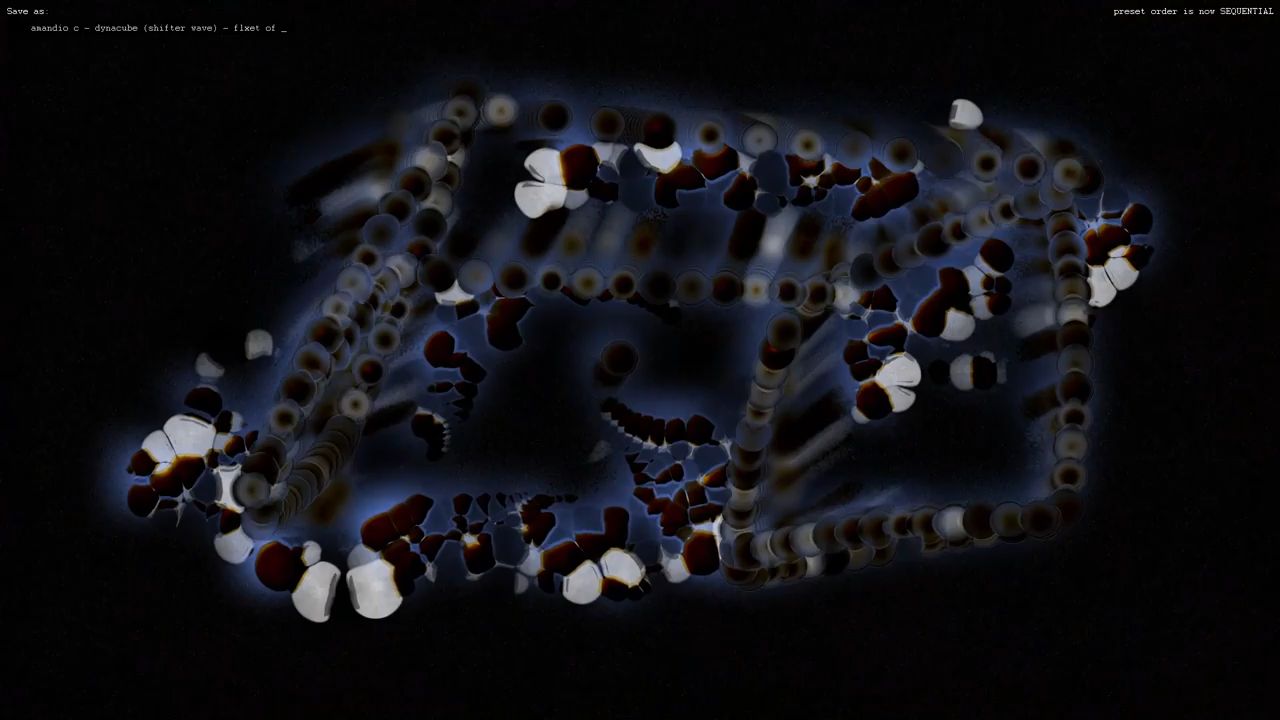 Save as:
preset order is now SEQUENTIAL
amandio c - dynacube (shifter wave) - flxet of _